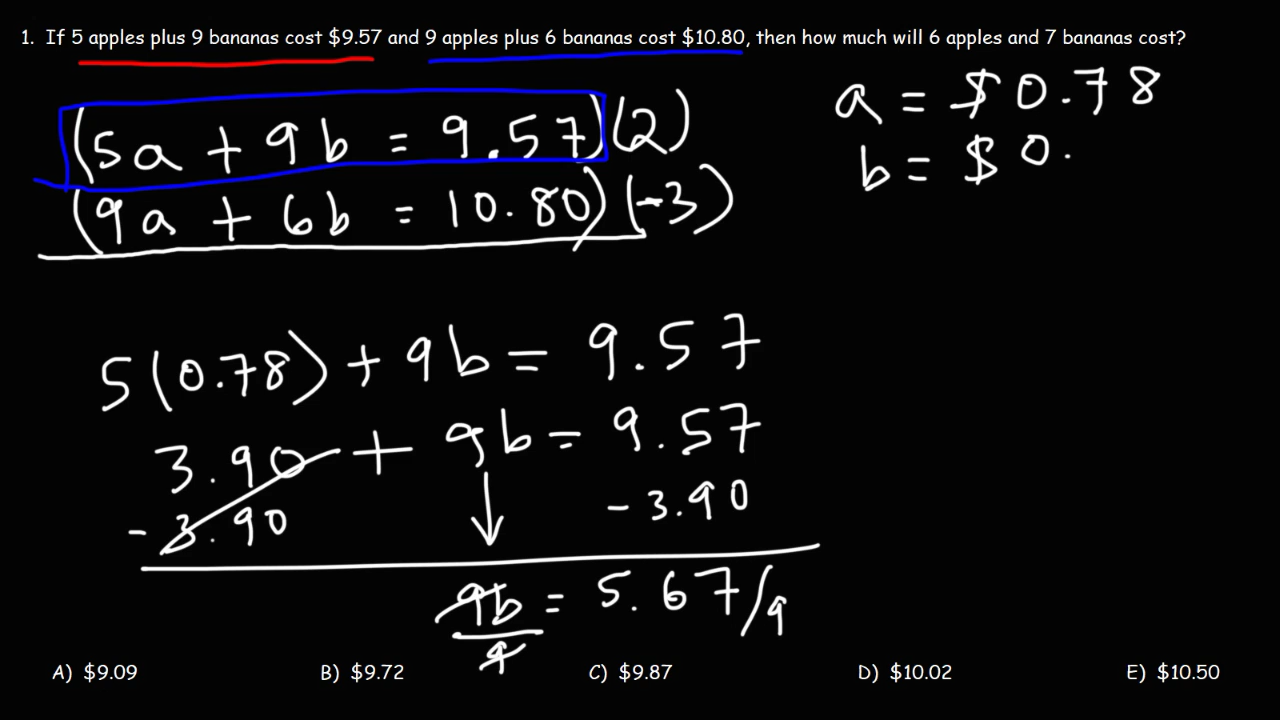 1. If 5 apples plus 9 bananas cost $9.57 and 9 apples plus 6 bananas cost $10.80, then how much will 6 apples and 7 bananas cost?
(5a + 9b = 9.57)(2)
(9a + 6b = 10.80)(-3)
a = $0.78
b = $0.
5(0.78) + 9b = 9.57
3.90 + 9b = 9.57
-3.90 -3.90
9b/9 = 5.67/9
A) $9.09 B) $9.72 C) $9.87 D) $10.02 E) $10.50